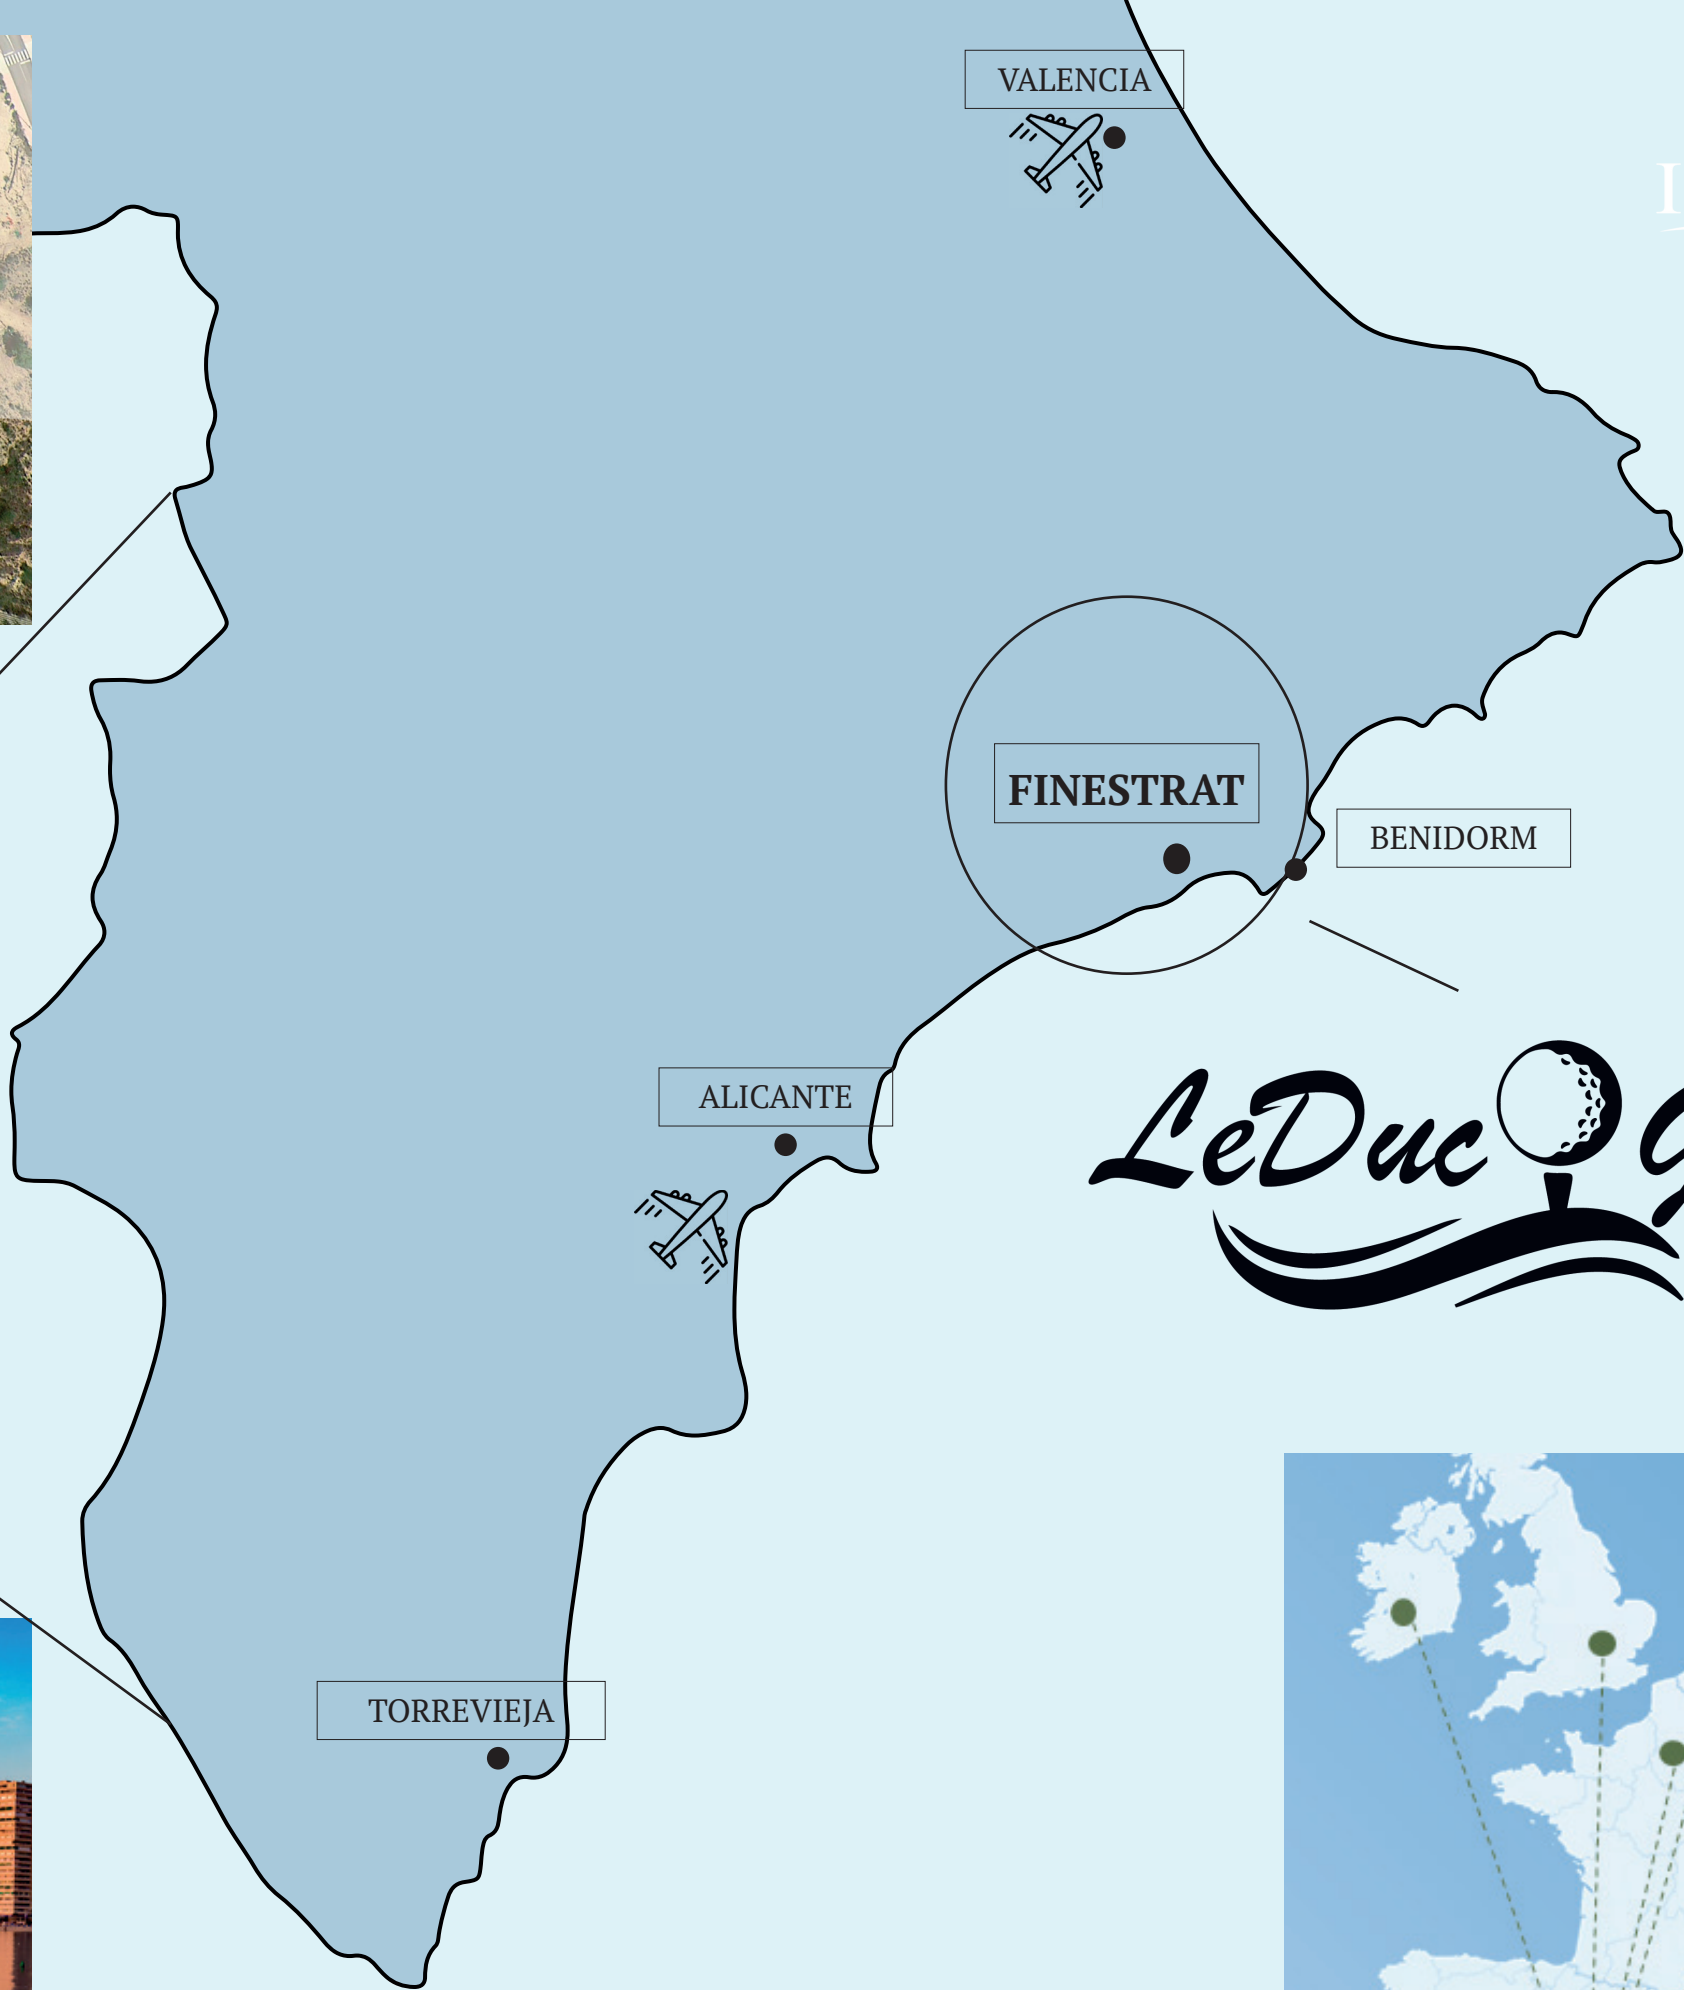 VALENCIA
FINESTRAT
BENIDORM
ALICANTE
LeDuc
TORREVIEJA